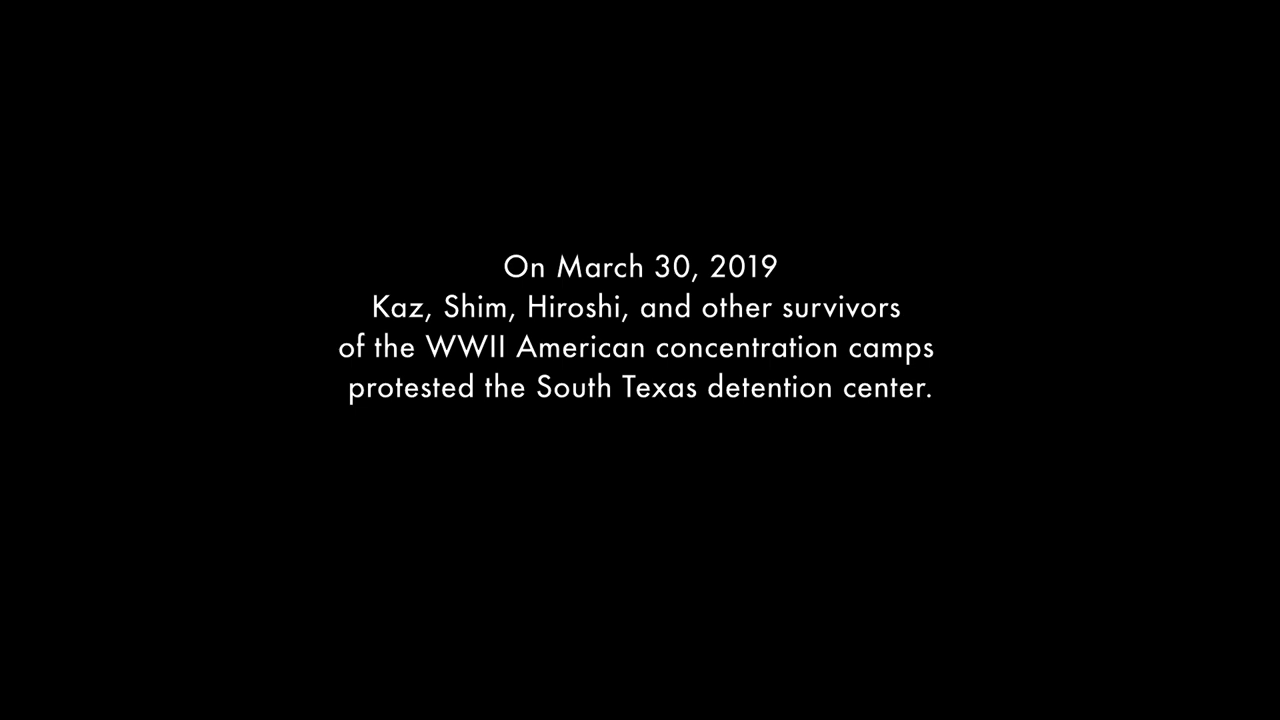 On March 30, 2019
Kaz, Shim, Hiroshi, and other survivors
of the WWII American concentration camps
protested the South Texas detention center.